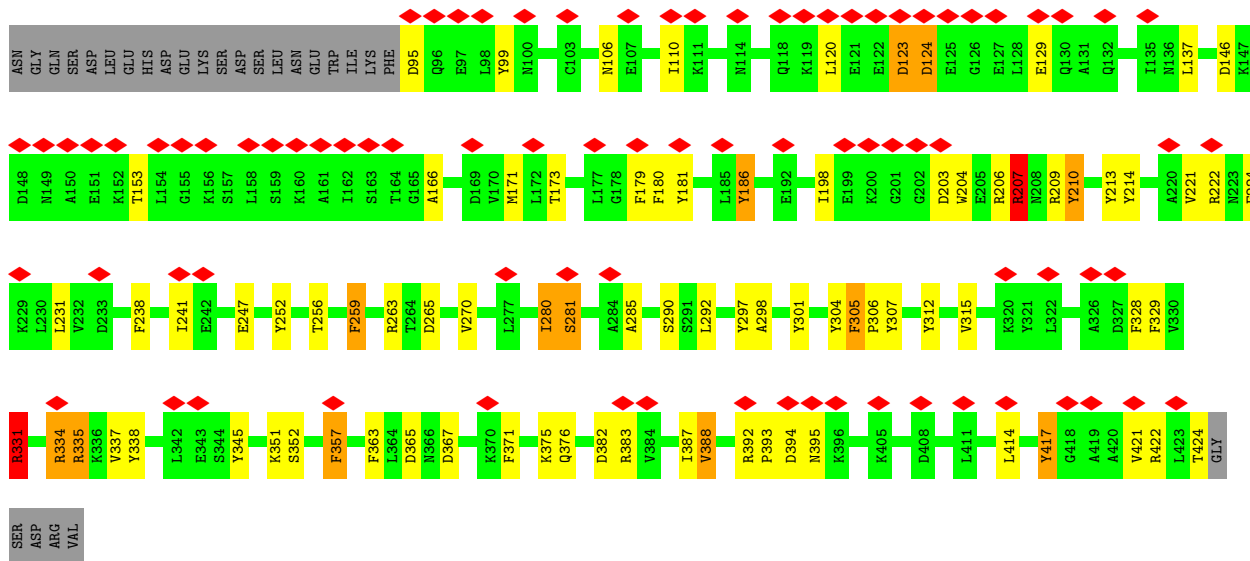 ASN GLY GLN SER ASP LEU GLU HIS ASP GLU LYS SER ASP SER LEU ASN GLU TRP ILE LYS PHE D95 Q96 E97 L98 Y99 N100 C103 N106 E107 I110 K111 N114 Q118 K119 L120 E121 E122 D123 D124 E125 G126 E127 L128 E129 Q130 A131 Q132 I135 N136 L137 D146 K147
D148 N149 A150 E151 K152 T153 L154 G155 K156 S157 L158 S159 K160 A161 I162 S163 T164 G165 A166 D169 V170 M171 L172 T173 L177 G178 F179 F180 Y181 L185 Y186 E192 I198 E199 K200 G201 G202 D203 W204 E205 R206 R207 N208 R209 Y210 Y213 Y214 A220 V221 R222 N223
K229 L230 L231 V232 D233 F238 I241 E242 E247 Y252 T256 F259 R263 T264 D265 V270 L277 I280 S281 A284 A285 S290 S291 L292 Y297 A298 Y301 Y304 F305 P306 Y307 Y312 V315 K320 Y321 L322 A326 D327 F328 F329 V330
R331 R334 R335 K336 V337 Y338 L342 E343 S344 Y345 K351 S352 F357 F363 L364 D365 N366 D367 K370 F371 K375 Q376 D382 R383 V384 I387 V388 R392 P393 D394 N395 K396 K405 D408 L411 L414 Y417 G418 A419 A420 V421 R422 L423 T424 GLY
SER ASP ARG VAL